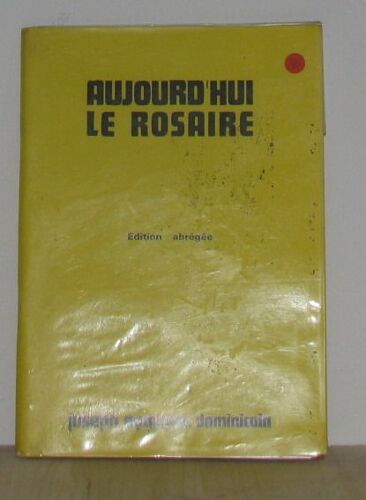 AUJOURD'HUI
LE ROSAIRE
Edition abrégée
joseph dominicain